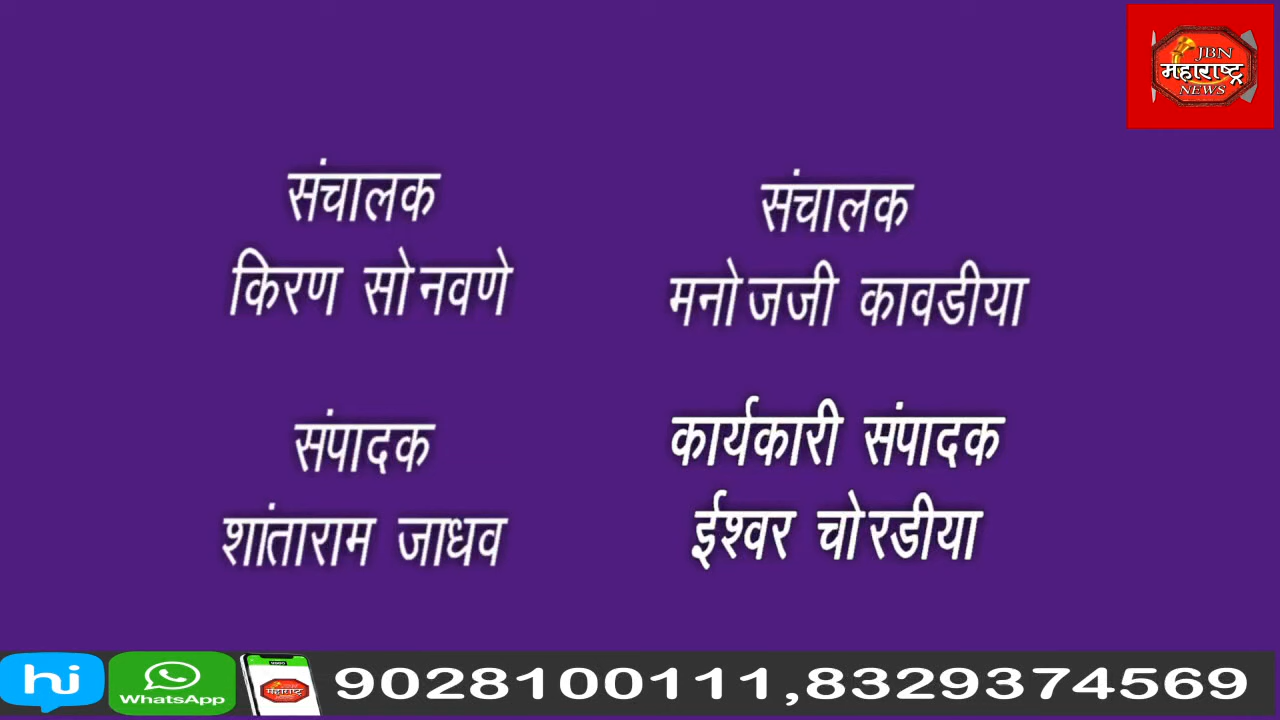 JBN
महाराष्ट्र
NEWS
संचालक
किरण सोनवणे
संचालक
मनोजजी कावडीया
संपादक
शांताराम जाधव
कार्यकारी संपादक
ईश्वर चोरडीया
hi
WhatsApp
महाराष्ट्र
9028100111,8329374569